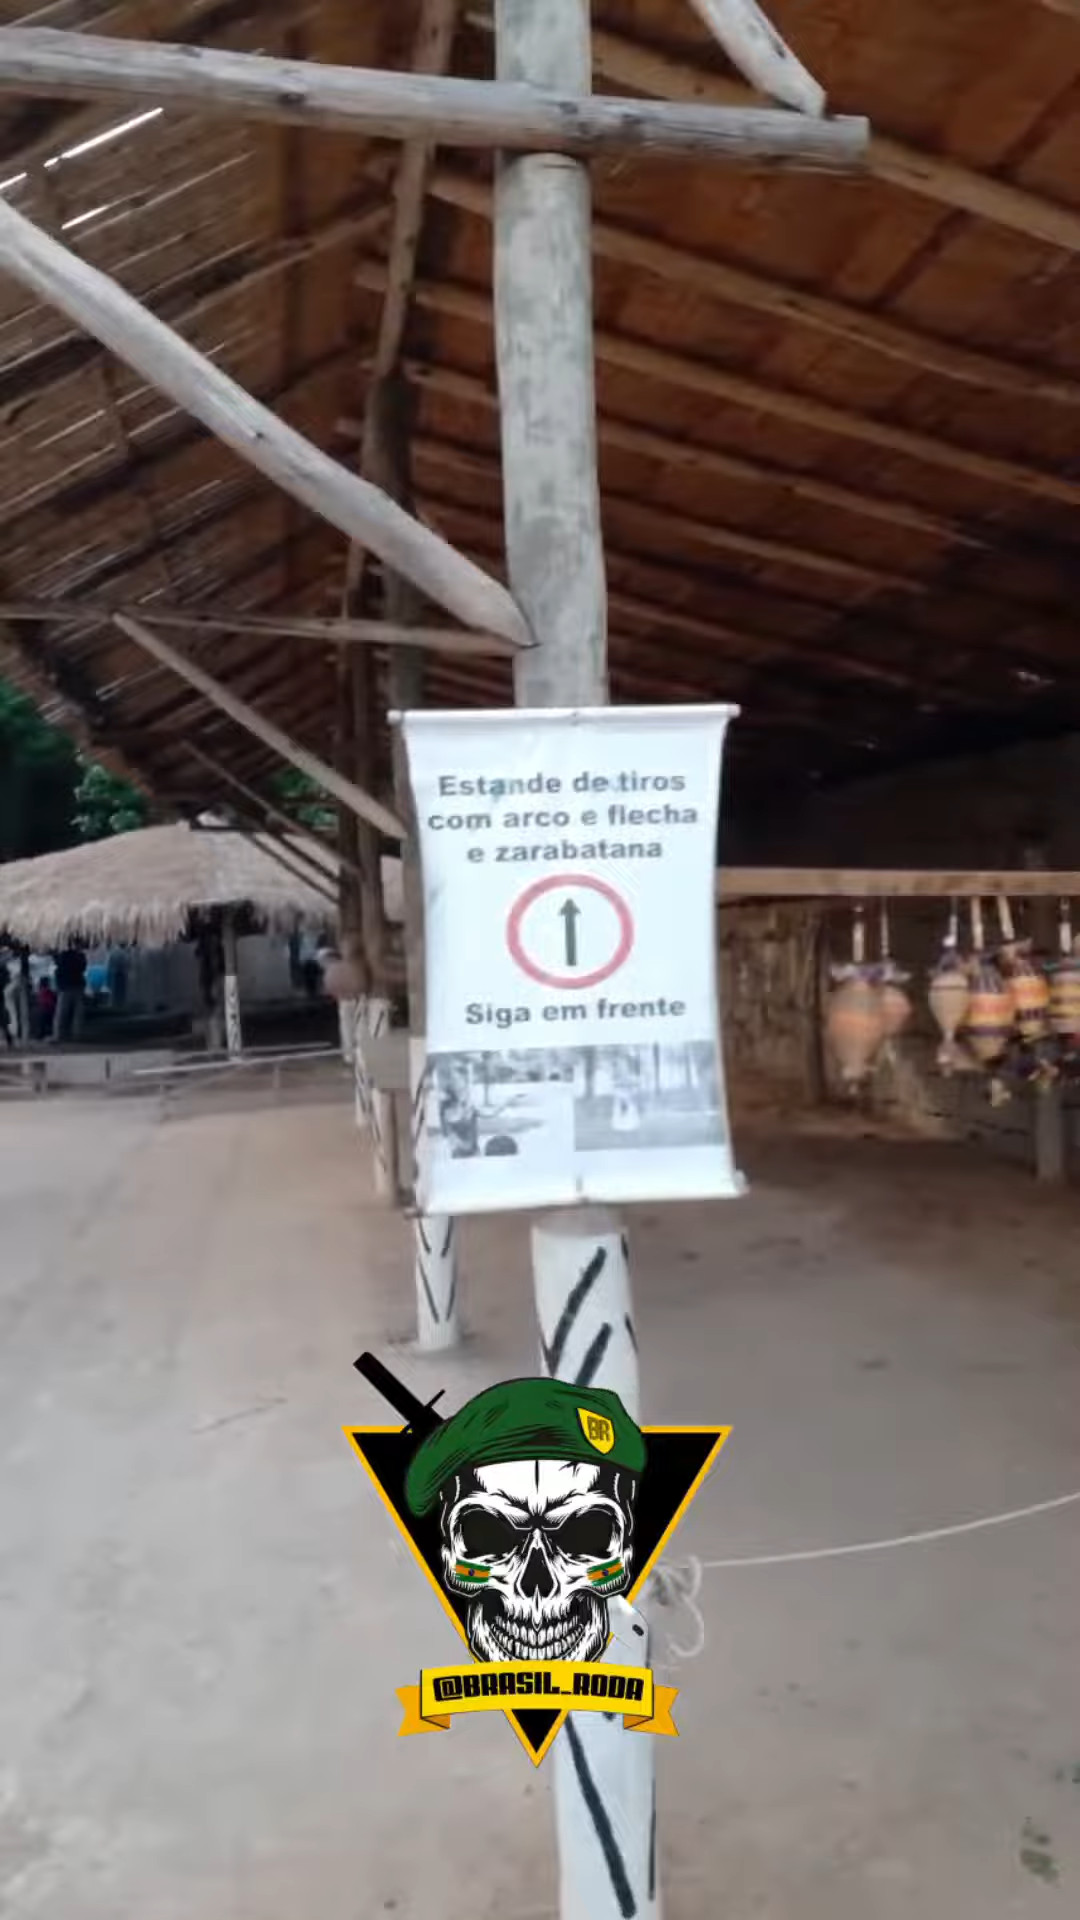 Estande de tiros
com arco e flecha
e zarabatana
Siga em frente
BR
@BRASIL_RODA